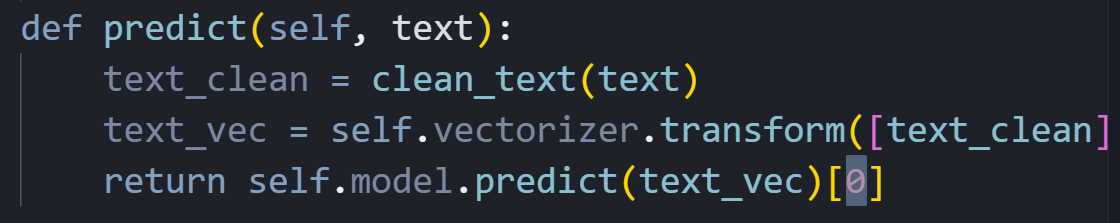 def predict(self, text):
    text_clean = clean_text(text)
    text_vec = self.vectorizer.transform([text_clean]
    return self.model.predict(text_vec)[0]